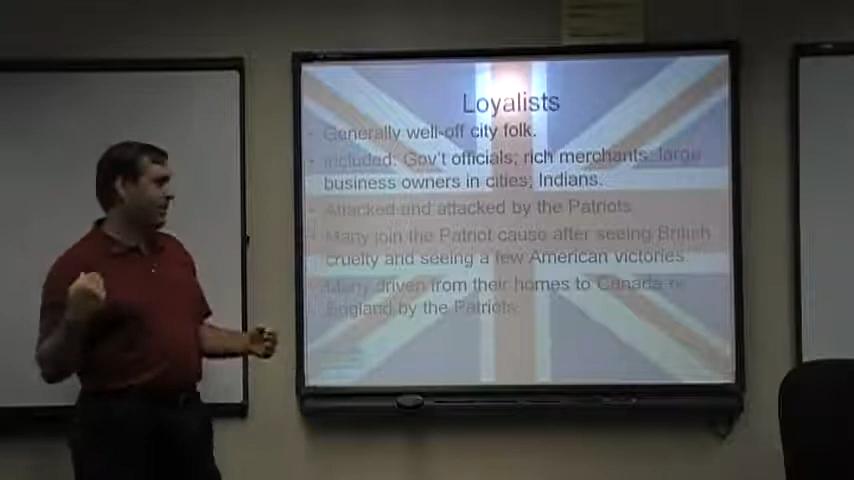 Loyalists
• Generally well-off city folk.
• Included: Gov't officials; rich merchants; large
business owners in cities; Indians.
• Attacked and attacked by the Patriots.
• Many join the Patriot cause after seeing British
cruelty and seeing a few American victories.
• Many driven from their homes to Canada or
England by the Patriots.